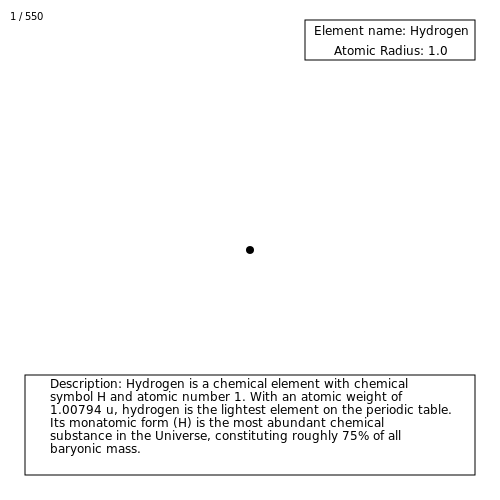 1 / 550
Element name: Hydrogen
Atomic Radius: 1.0
Description: Hydrogen is a chemical element with chemical
symbol H and atomic number 1. With an atomic weight of
1.00794 u, hydrogen is the lightest element on the periodic table.
Its monatomic form (H) is the most abundant chemical
substance in the Universe, constituting roughly 75% of all
baryonic mass.